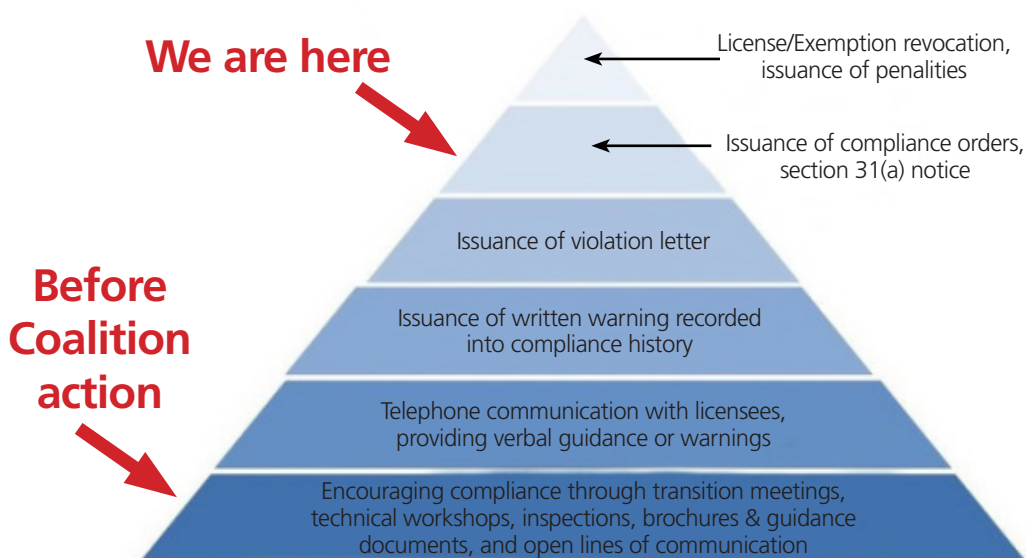 We are here
License/Exemption revocation,
issuance of penalities
Issuance of compliance orders,
section 31(a) notice
Issuance of violation letter
Before
Coalition
action
Issuance of written warning recorded
into compliance history
Telephone communication with licensees,
providing verbal guidance or warnings
Encouraging compliance through transition meetings,
technical workshops, inspections, brochures & guidance
documents, and open lines of communication